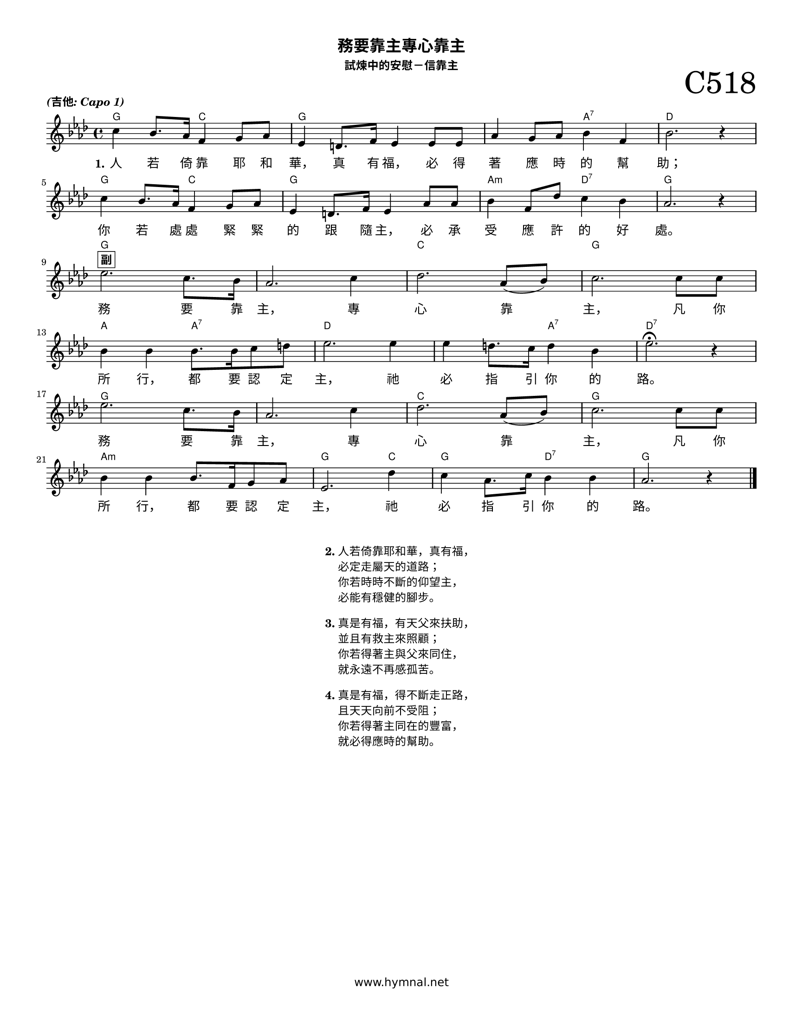 務要靠主專心靠主
試煉中的安慰－信靠主
C518
(吉他: Capo 1)
G C G A7 D
1. 人 若 倚靠 耶 和 華， 真 有福， 必 得 著 應 時 的 幫 助；
5 G C G Am D7 G
你 若 處處 緊 緊 的 跟 隨主， 必 承 受 應 許 的 好 處。
G C G
9 副
務 要 靠 主， 專 心 靠 主， 凡 你
13 A A7 D A7 D7
所 行， 都 要 認 定 主， 祂 必 指 引 你 的 路。
17 G C G
務 要 靠 主， 專 心 靠 主， 凡 你
21 Am G C G D7 G
所 行， 都 要 認 定 主， 祂 必 指 引 你 的 路。
2. 人若倚靠耶和華，真有福，
必定走屬天的道路；
你若時時不斷的仰望主，
必能有穩健的腳步。
3. 真是有福，有天父來扶助，
並且有救主來照顧；
你若得著主與父來同住，
就永遠不再感孤苦。
4. 真是有福，得不斷走正路，
且天天向前不受阻；
你若得著主同在的豐富，
就必得應時的幫助。
www.hymnal.net